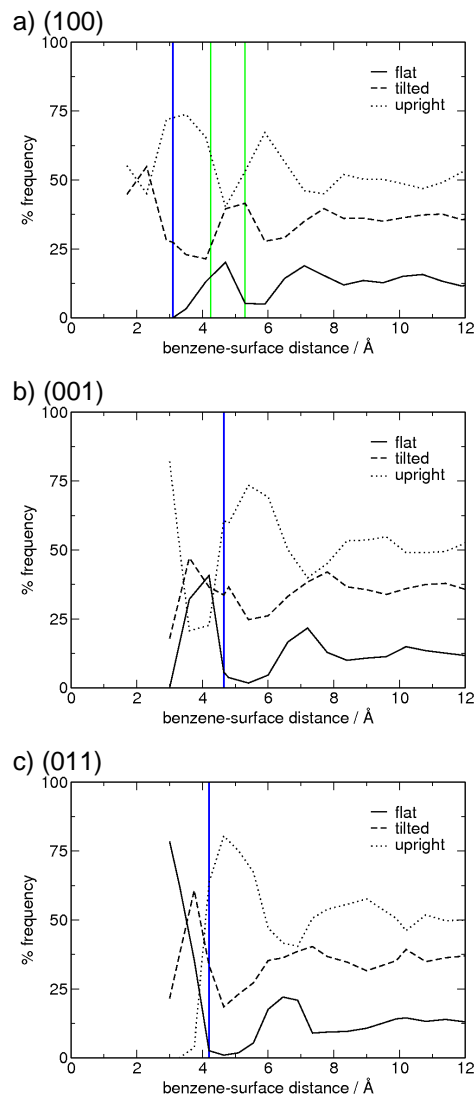 a) (100)
100
75
50
25
0
% frequency
flat
tilted
upright
0 2 4 6 8 10 12
benzene-surface distance / Å
b) (001)
100
75
50
25
0
% frequency
flat
tilted
upright
0 2 4 6 8 10 12
benzene-surface distance / Å
c) (011)
100
75
50
25
0
% frequency
flat
tilted
upright
0 2 4 6 8 10 12
benzene-surface distance / Å